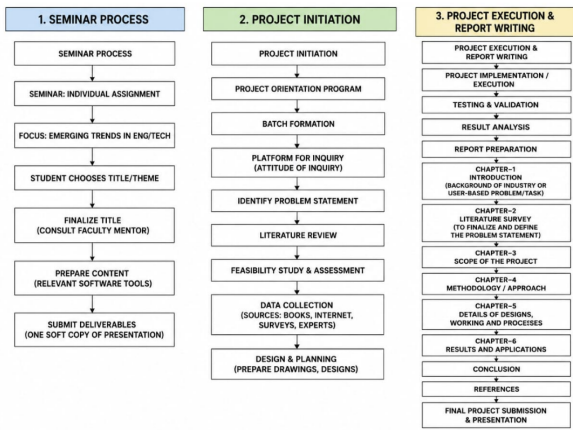 1. SEMINAR PROCESS
SEMINAR PROCESS
SEMINAR: INDIVIDUAL ASSIGNMENT
FOCUS: EMERGING TRENDS IN ENG/TECH
STUDENT CHOOSES TITLE/THEME
FINALIZE TITLE
(CONSULT FACULTY MENTOR)
PREPARE CONTENT
(RELEVANT SOFTWARE TOOLS)
SUBMIT DELIVERABLES
(ONE SOFT COPY OF PRESENTATION)
2. PROJECT INITIATION
PROJECT INITIATION
PROJECT ORIENTATION PROGRAM
BATCH FORMATION
PLATFORM FOR INQUIRY
(ATTITUDE OF INQUIRY)
IDENTIFY PROBLEM STATEMENT
LITERATURE REVIEW
FEASIBILITY STUDY & ASSESSMENT
DATA COLLECTION
(SOURCES: BOOKS, INTERNET,
SURVEYS, EXPERTS)
DESIGN & PLANNING
(PREPARE DRAWINGS, DESIGNS)
3. PROJECT EXECUTION &
REPORT WRITING
PROJECT EXECUTION &
REPORT WRITING
PROJECT IMPLEMENTATION /
EXECUTION
TESTING & VALIDATION
RESULT ANALYSIS
REPORT PREPARATION
CHAPTER-1
INTRODUCTION
(BACKGROUND OF INDUSTRY OR
USER-BASED PROBLEM/TASK)
CHAPTER-2
LITERATURE SURVEY
(TO FINALIZE AND DEFINE
THE PROBLEM STATEMENT)
CHAPTER-3
SCOPE OF THE PROJECT
CHAPTER-4
METHODOLOGY / APPROACH
CHAPTER-5
DETAILS OF DESIGNS,
WORKING AND PROCESSES
CHAPTER-6
RESULTS AND APPLICATIONS
CONCLUSION
REFERENCES
FINAL PROJECT SUBMISSION
& PRESENTATION